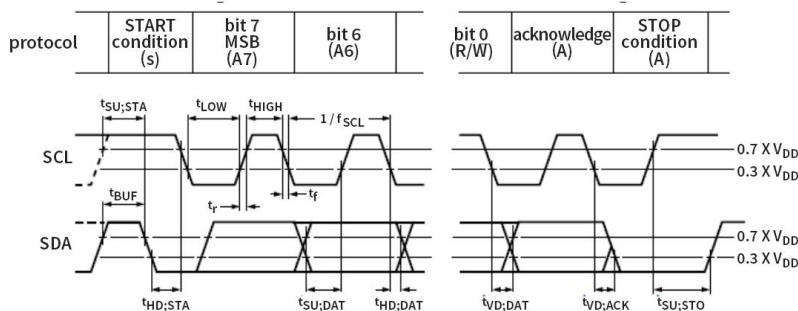 protocol
START
condition
(s)
bit 7
MSB
(A7)
bit 6
(A6)
bit 0
(R/W)
acknowledge
(A)
STOP
condition
(A)
tSU;STA
tLOW
tHIGH
1 / fSCL
SCL
0.7 X VDD
0.3 X VDD
tBUF
tr
tf
SDA
0.7 X VDD
0.3 X VDD
tHD;STA
tSU;DAT
tHD;DAT
tVD;DAT
tVD;ACK
tSU;STO